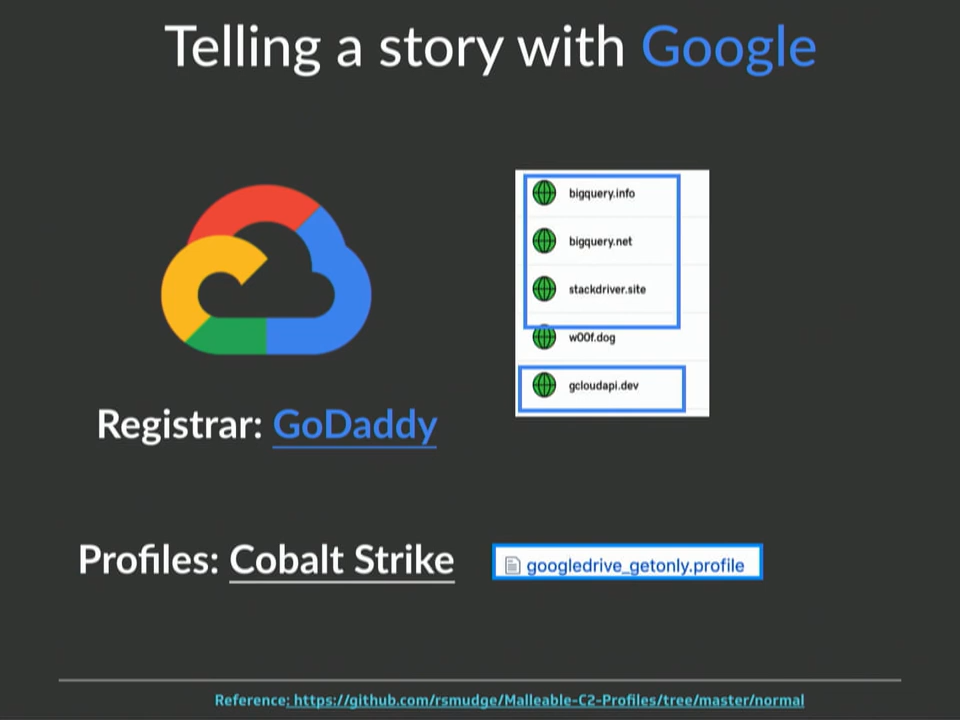 Telling a story with Google
bigquery.info
bigquery.net
stackdriver.site
w00f.dog
gcloudapi.dev
Registrar: GoDaddy
Profiles: Cobalt Strike
googledrive_getonly.profile
Reference: https://github.com/rsmudge/Malleable-C2-Profiles/tree/master/normal